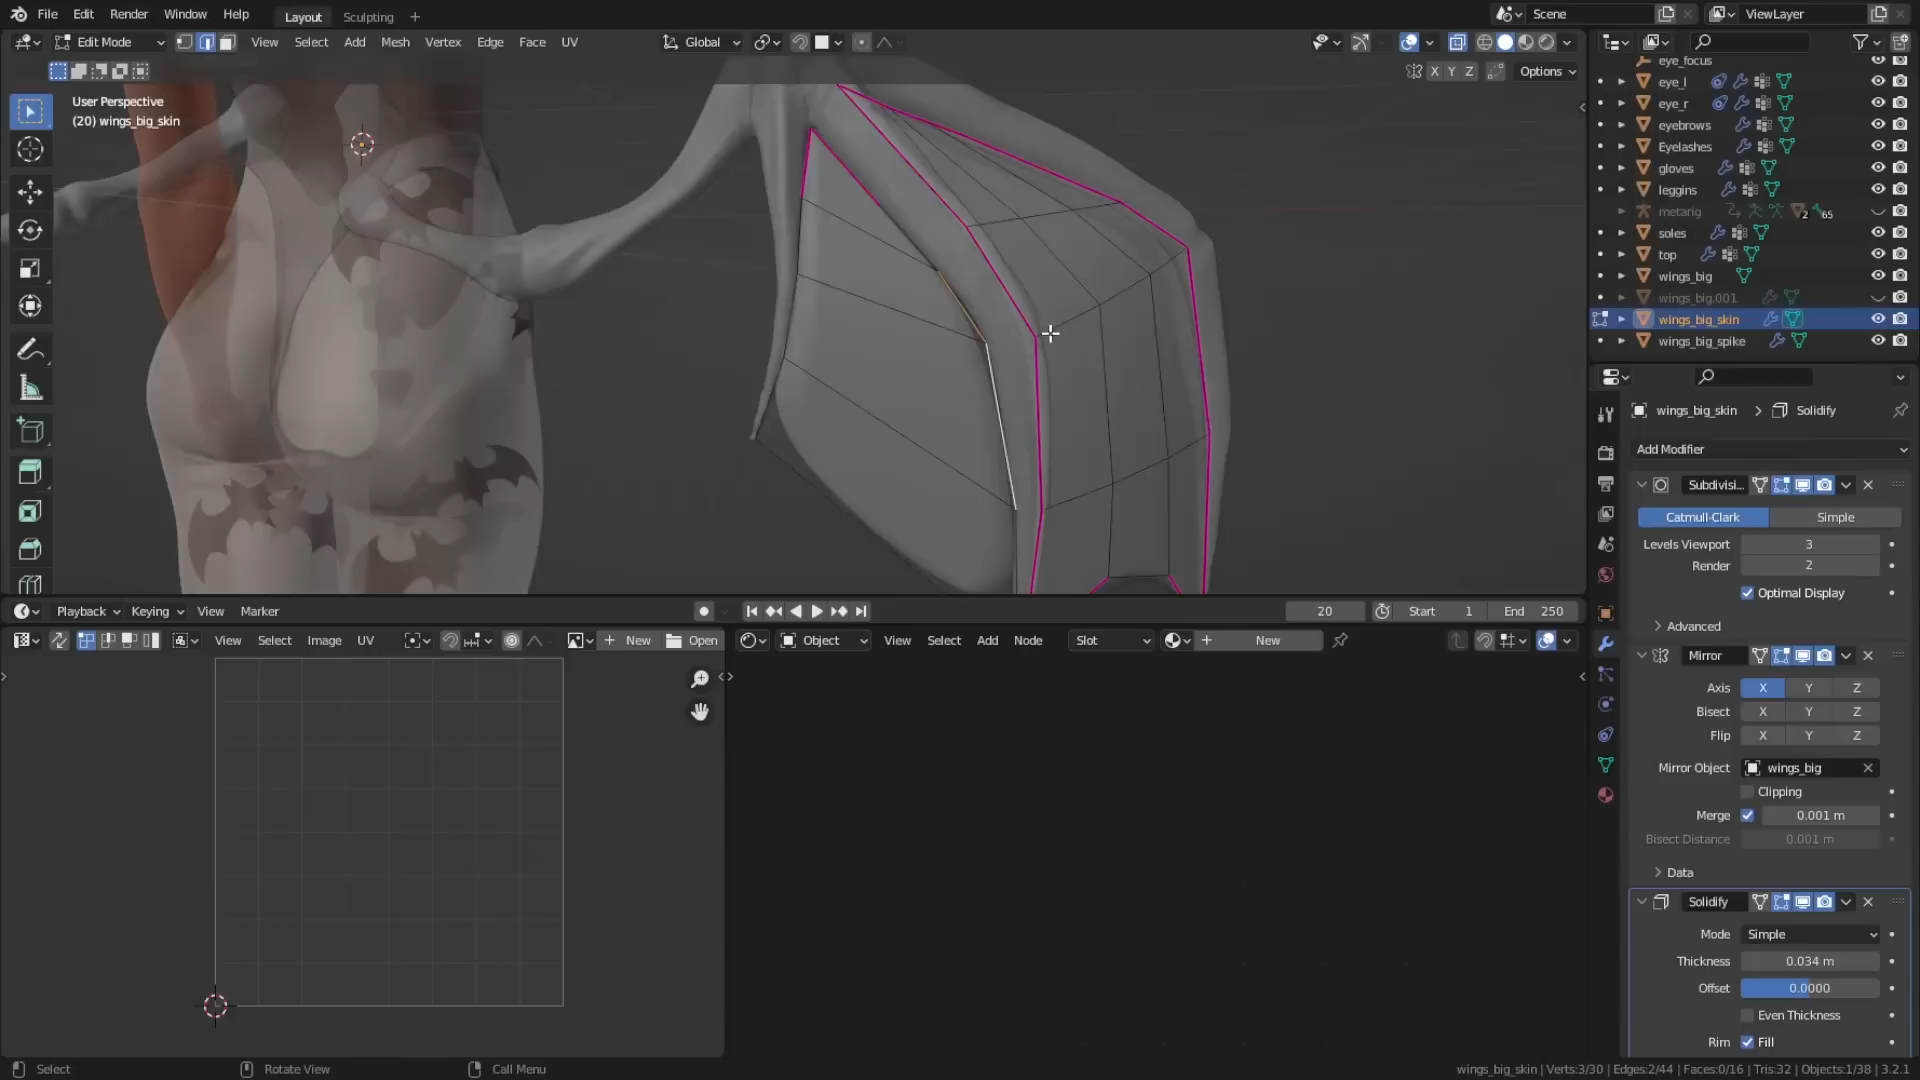 File Edit Render Window Help Layout Sculpting + Scene ViewLayer
Edit Mode View Select Add Mesh Vertex Edge Face UV Global
X Y Z Options
User Perspective
(20) wings_big_skin
eye_focus
eye_l
eye_r
eyebrows
Eyelashes
gloves
leggins
metarig 2 65
soles
top
wings_big
wings_big.001
wings_big_skin
wings_big_spike
wings_big_skin > Solidify
Add Modifier
Subdivisi...
Catmull-Clark Simple
Levels Viewport 3
Render 2
Optimal Display
Advanced
Mirror
Axis X Y Z
Bisect X Y Z
Flip X Y Z
Mirror Object wings_big
Clipping
Merge 0.001 m
Bisect Distance 0.001 m
Data
Solidify
Mode Simple
Thickness 0.034 m
Offset 0.0000
Even Thickness
Rim Fill
Playback Keying View Marker 20 Start 1 End 250
View Select Image UV New Open
Object View Select Add Node Slot New
Select Rotate View Call Menu
wings_big_skin | Verts:3/30 | Edges:2/44 | Faces:0/16 | Tris:32 | Objects:1/38 | 3.2.1